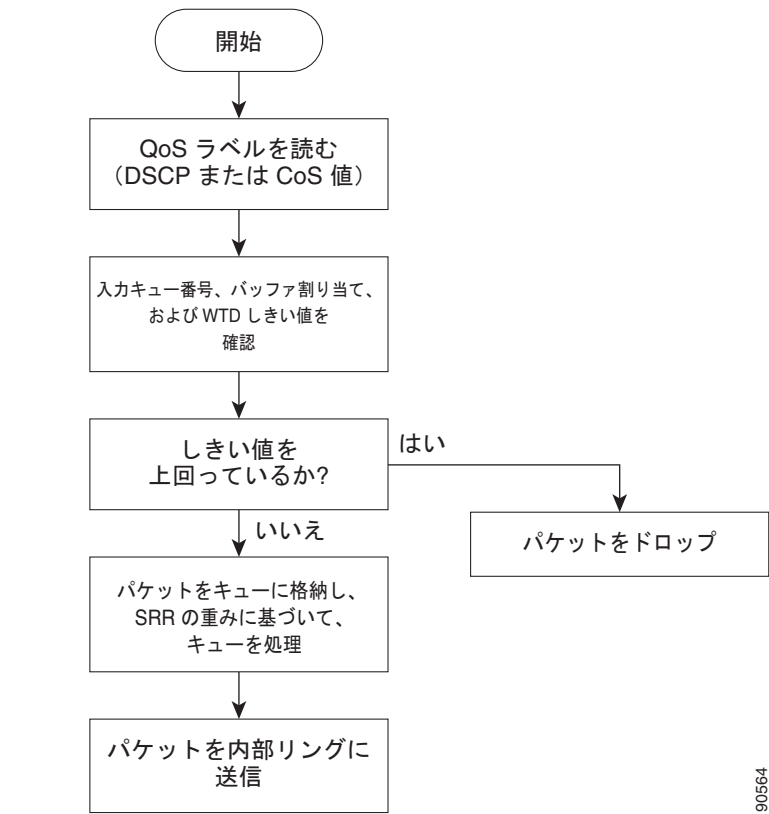 開始
QoS ラベルを読む
（DSCP または CoS 値）
入力キュー番号、バッファ割り当て、
および WTD しきい値を
確認
しきい値を
上回っているか?
はい
いいえ
パケットをドロップ
パケットをキューに格納し、
SRR の重みに基づいて、
キューを処理
パケットを内部リングに
送信
90564